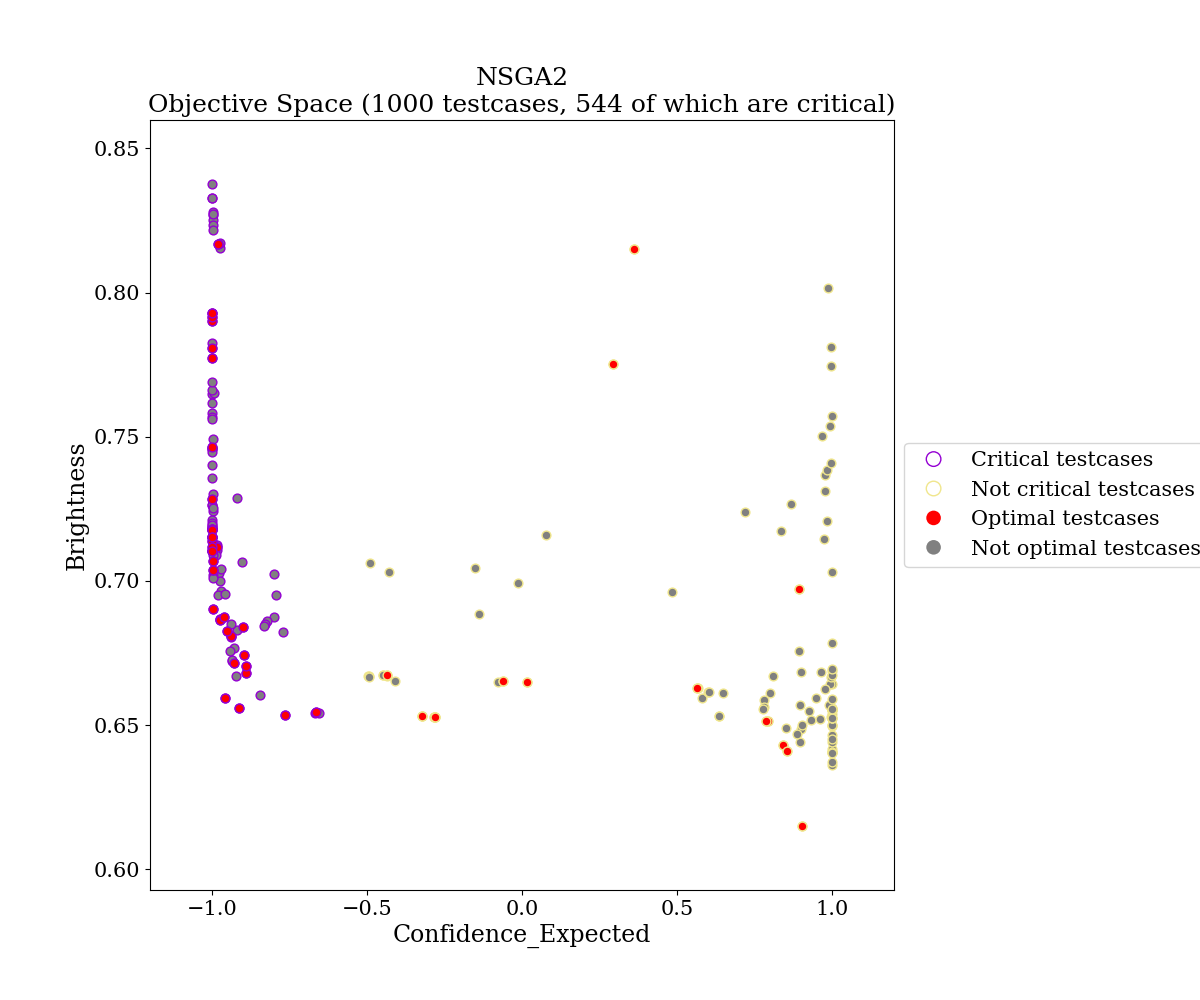 NSGA2
Objective Space (1000 testcases, 544 of which are critical)
0.85
0.80
0.75
0.70
0.65
0.60
Brightness
−1.0
−0.5
0.0
0.5
1.0
Confidence_Expected
Critical testcases
Not critical testcases
Optimal testcases
Not optimal testcases